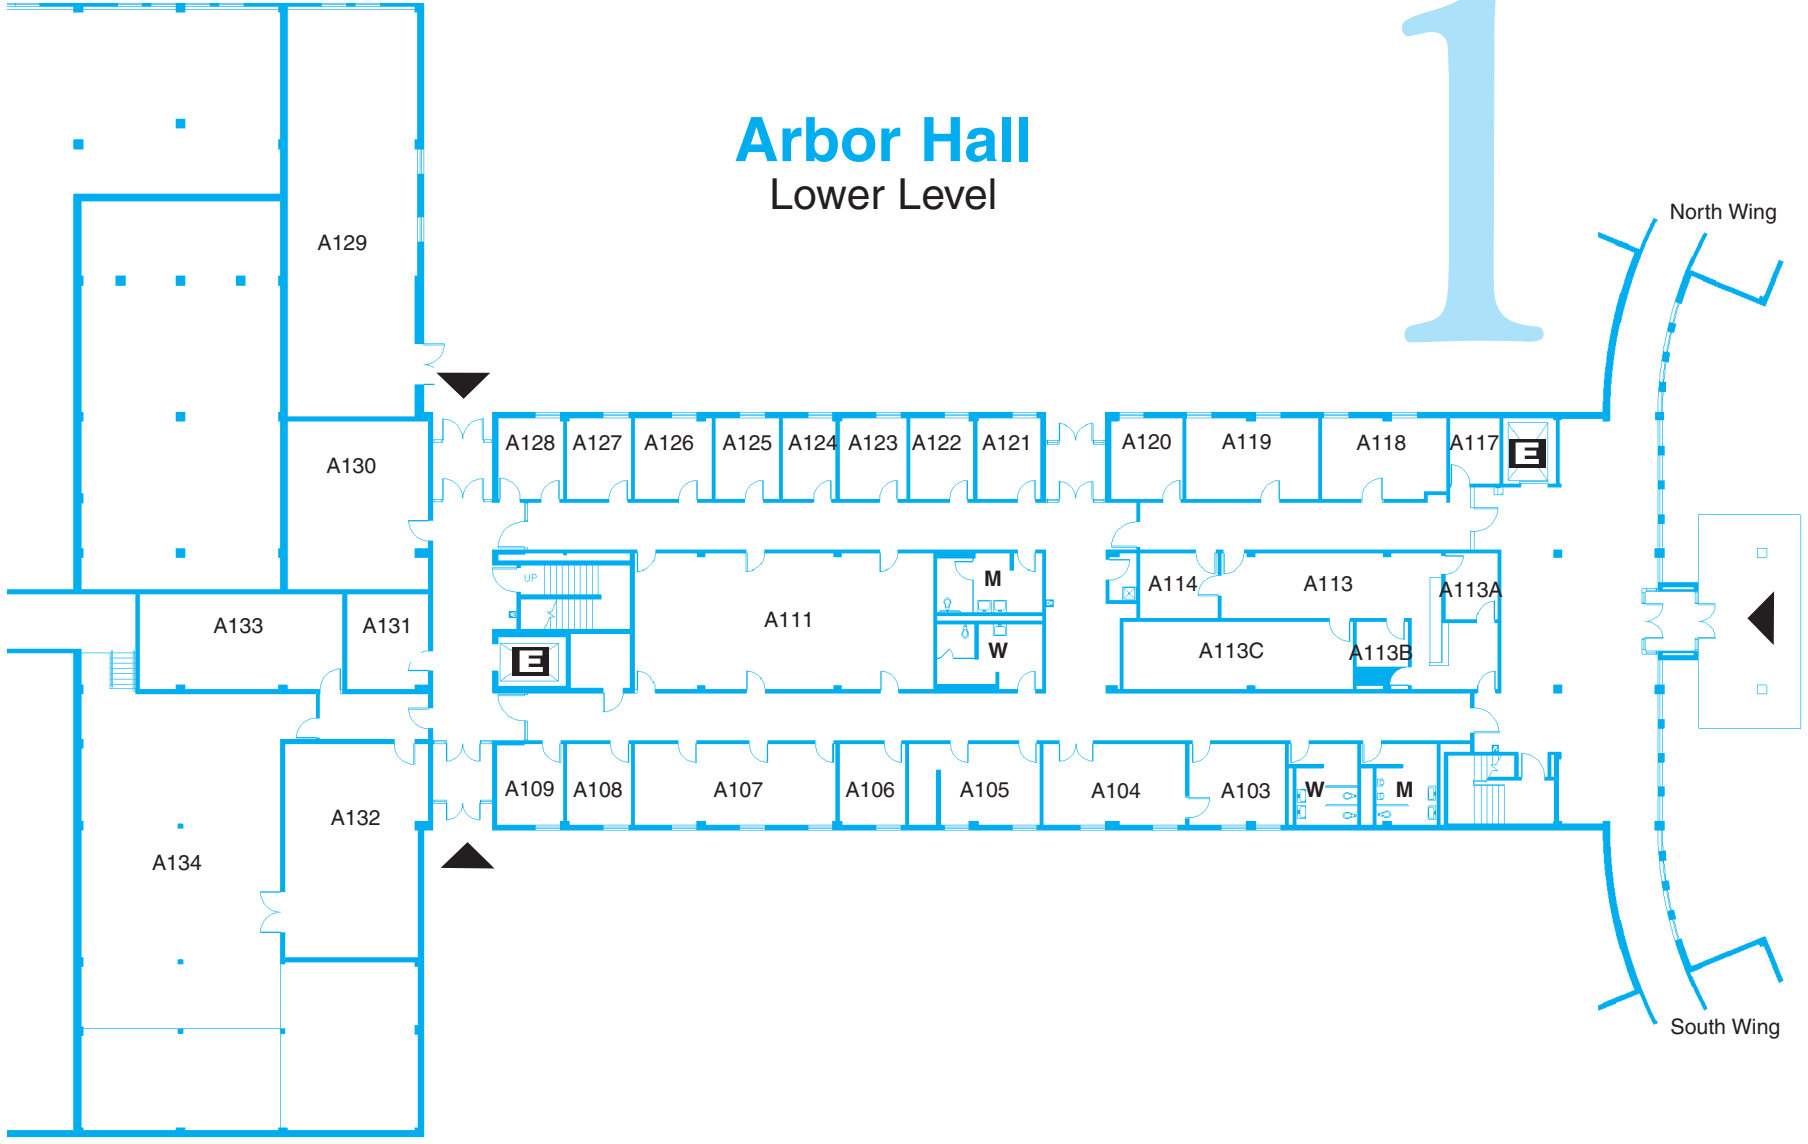 1
Arbor Hall
Lower Level
North Wing
A129
A130
A128
A127
A126
A125
A124
A123
A122
A121
A120
A119
A118
A117
E
UP
M
A114
A113
A113A
A133
A131
A111
E
W
A113C
A113B
A109
A108
A107
A106
A105
A104
A103
W
M
A132
A134
South Wing